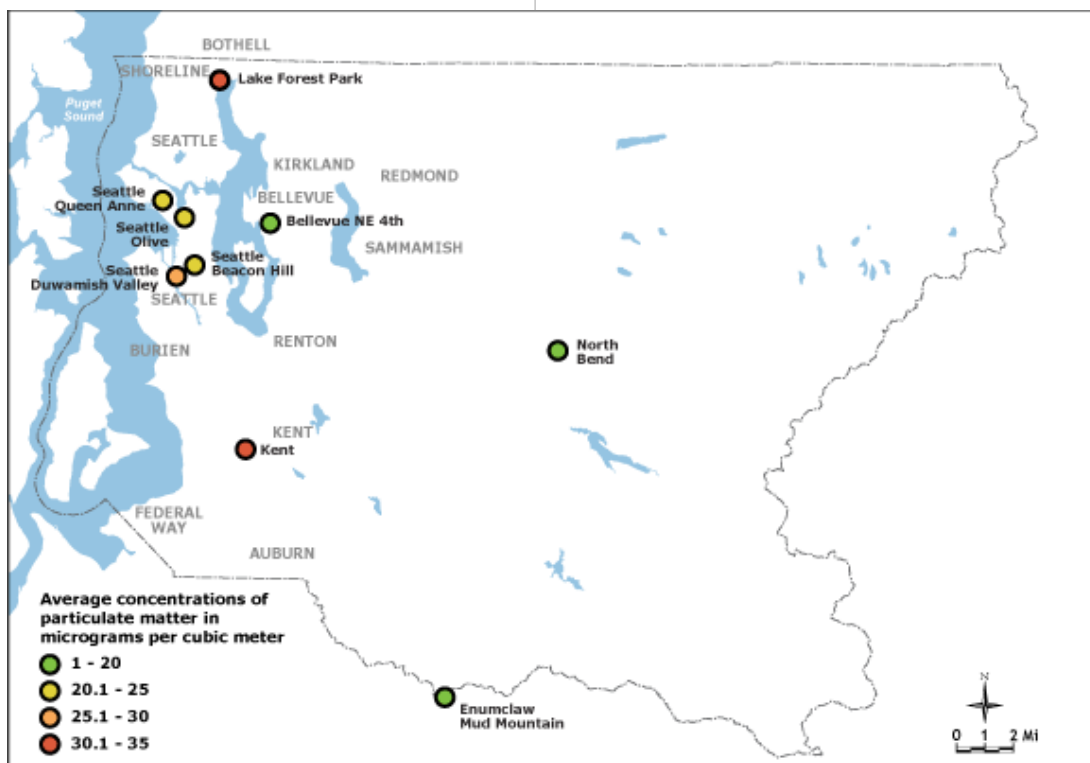 BOTHELL
SHORELINE
Lake Forest Park
Puget
Sound
SEATTLE
KIRKLAND
REDMOND
Seattle
Queen Anne
BELLEVUE
Bellevue NE 4th
Seattle
Olive
SAMMAMISH
Seattle
Beacon Hill
Seattle
Duwamish Valley
SEATTLE
RENTON
BURIEN
North
Bend
KENT
Kent
FEDERAL
WAY
AUBURN
Average concentrations of
particulate matter in
micrograms per cubic meter
1 - 20
20.1 - 25
25.1 - 30
30.1 - 35
Enumclaw
Mud Mountain
N
0 1 2 Mi